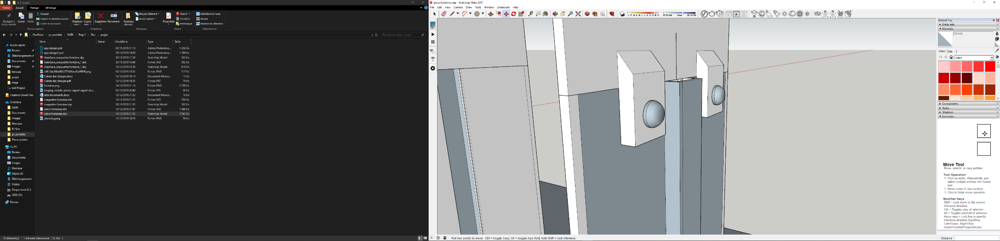 projet
Fichier Accueil Partage Affichage
Épingler à Accès rapide
Copier
Coller
Couper
Copier le chemin d'accès
Coller le raccourci
Déplacer vers
Copier vers
Supprimer
Renommer
Nouveau dossier
Nouvel élément
Accès rapide
Propriétés
Ouvrir
Modifier
Historique
Sélectionner tout
Aucun
Inverser la sélection
Presse-papiers Organiser Nouveau Ouvrir Sélectionner
OneDrive › pc portable › DATA › Peip 2 › Elec › projet
Rechercher dans : projet
Accès rapide
Bureau
Téléchargements
Documents
Images
francais
projet
stage
test Project
Creative Cloud Files
OneDrive
DATA
Documents
Images
Musique
Pc fixe
pc portable
Pièces jointes
Ce PC
Bureau
Documents
Images
Musique
Objets 3D
Téléchargements
Vidéos
Disque local (C:)
HDD (D:)
Réseau
Nom Statut Modifié le Type Taille
app design.psd 05/11/2019 21:19 Adobe Photoshop... 1 256 Ko
app design2.psd 29/11/2019 14:00 Adobe Photoshop... 1 399 Ko
AutoSave_maquettre fontaine.skp 30/11/2019 11:59 SketchUp Model 562 Ko
AutoSave_maquettre fontaine_1.skb 30/11/2019 13:48 Fichier SKB 562 Ko
AutoSave_maquettre fontaine_1.skp 13/12/2019 12:38 SketchUp Model 616 Ko
c4812da386a902a777d5facd5afff69f.png 05/11/2019 13:52 Fichier PNG 317 Ko
Cahier des charges.docx 12/12/2019 18:19 Document Micros... 15 Ko
Cahier des charges.pdf 12/12/2019 18:24 Fichier PDF 79 Ko
fontaine.png 14/11/2019 21:16 Fichier PNG 2 358 Ko
kisspng-mobile-phone-signal-signal-stre... 05/11/2019 20:40 Fichier JPG 28 Ko
liste documents.docx 12/12/2019 21:22 Document Micros... 18 Ko
maquettre fontaine.skb 14/11/2019 21:24 Fichier SKB 550 Ko
maquettre fontaine.skp 30/11/2019 11:53 SketchUp Model 562 Ko
pièce fontaines.skb 13/12/2019 21:47 Fichier SKB 1 448 Ko
pièce fontaines.skp 13/12/2019 21:53 SketchUp Model 1 563 Ko
planning.png 12/12/2019 18:26 Fichier PNG 58 Ko
16 élément(s) 1 élément sélectionné 1,52 Mo
pièce fontaines.skp - SketchUp Make 2017
File Edit View Camera Draw Tools Window Extensions Help
J F M A M J J A S O N D
07:53 AM Noon 05:14 PM
Default Tray
Entity Info
Materials
Default
Select Edit
Colors
Components
Styles
Shadows
Instructor
Move Tool
Move, stretch, or copy entities.
Tool Operation
1. Click on entity. Alternatively, pre-
select multiple entities with Select
tool.
2. Move cursor to new location.
3. Click to finish move operation.
Modifier Keys
Shift = Lock move to the current
inference direction
Ctrl = Toggles copy of selection
Alt = Toggles autofold of selection
Arrow keys = Lock line to specific
inference direction (Up=Blue,
Left=Green, Right=Red,
Down=Parallel/Perpendicular)
Pick two points to move. Ctrl = toggle Copy, Alt = toggle Auto-fold, hold Shift = lock inference.
Distance